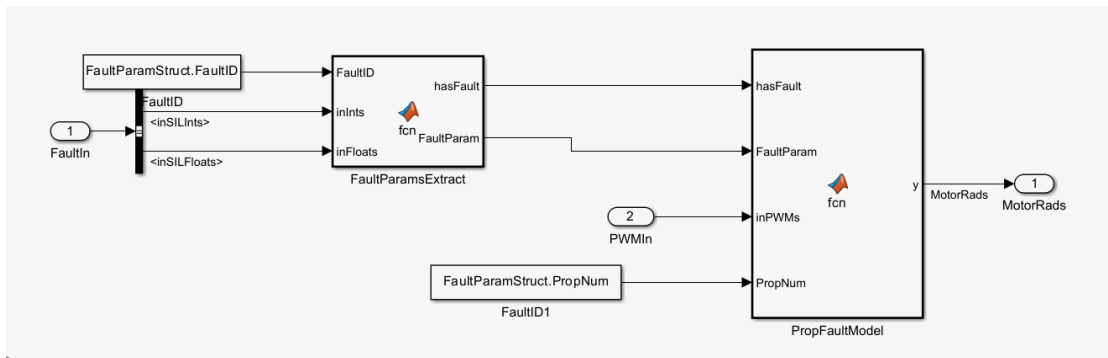 FaultParamStruct.FaultID
FaultID
1
FaultIn
<inSILInts>
<inSILFloats>
FaultID
inInts
inFloats
fcn
hasFault
FaultParam
FaultParamsExtract
2
PWMIn
FaultParamStruct.PropNum
FaultID1
hasFault
FaultParam
inPWMs
PropNum
fcn
y
PropFaultModel
MotorRads
1
MotorRads